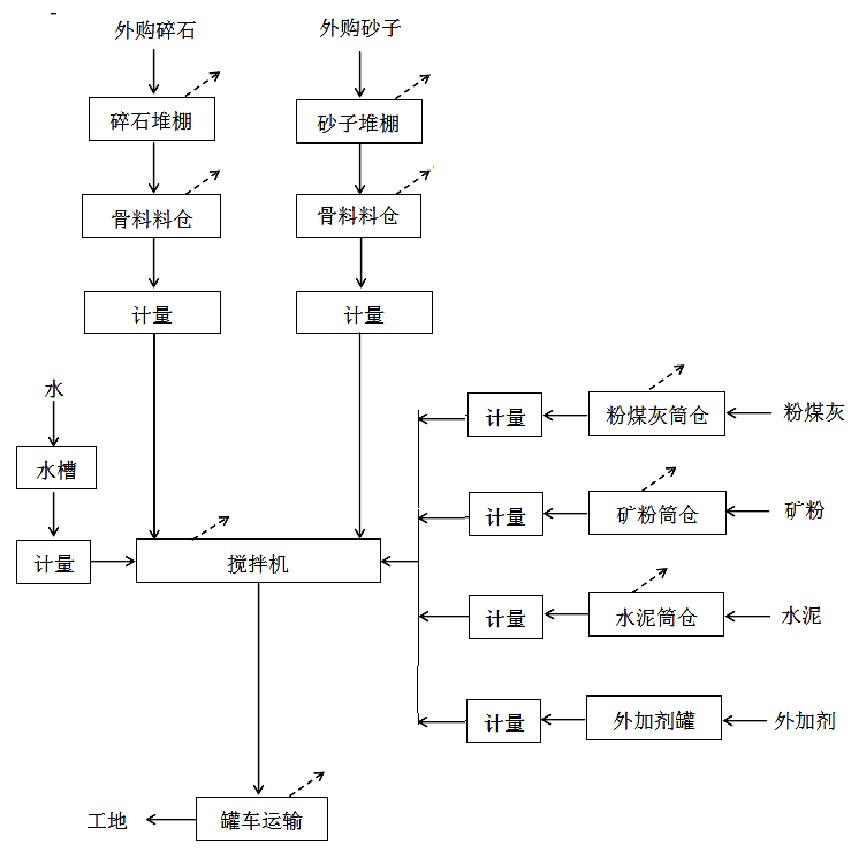 外购碎石
外购砂子
碎石堆棚
砂子堆棚
骨料料仓
骨料料仓
计量
计量
水
计量
粉煤灰筒仓
粉煤灰
水槽
计量
矿粉筒仓
矿粉
计量
搅拌机
计量
水泥筒仓
水泥
计量
外加剂罐
外加剂
工地
罐车运输